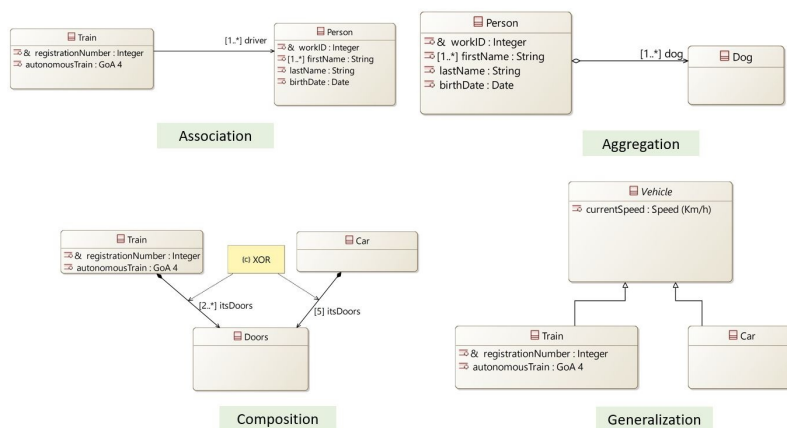 Train
& registrationNumber : Integer
autonomousTrain : GoA 4
[1..*] driver
Person
& workID : Integer
[1..*] firstName : String
lastName : String
birthDate : Date
Association
Person
& workID : Integer
[1..*] firstName : String
lastName : String
birthDate : Date
[1..*] dog
Dog
Aggregation
Train
& registrationNumber : Integer
autonomousTrain : GoA 4
(c) XOR
Car
[2..*] itsDoors
[5] itsDoors
Doors
Composition
Vehicle
currentSpeed : Speed (Km/h)
Train
& registrationNumber : Integer
autonomousTrain : GoA 4
Car
Generalization